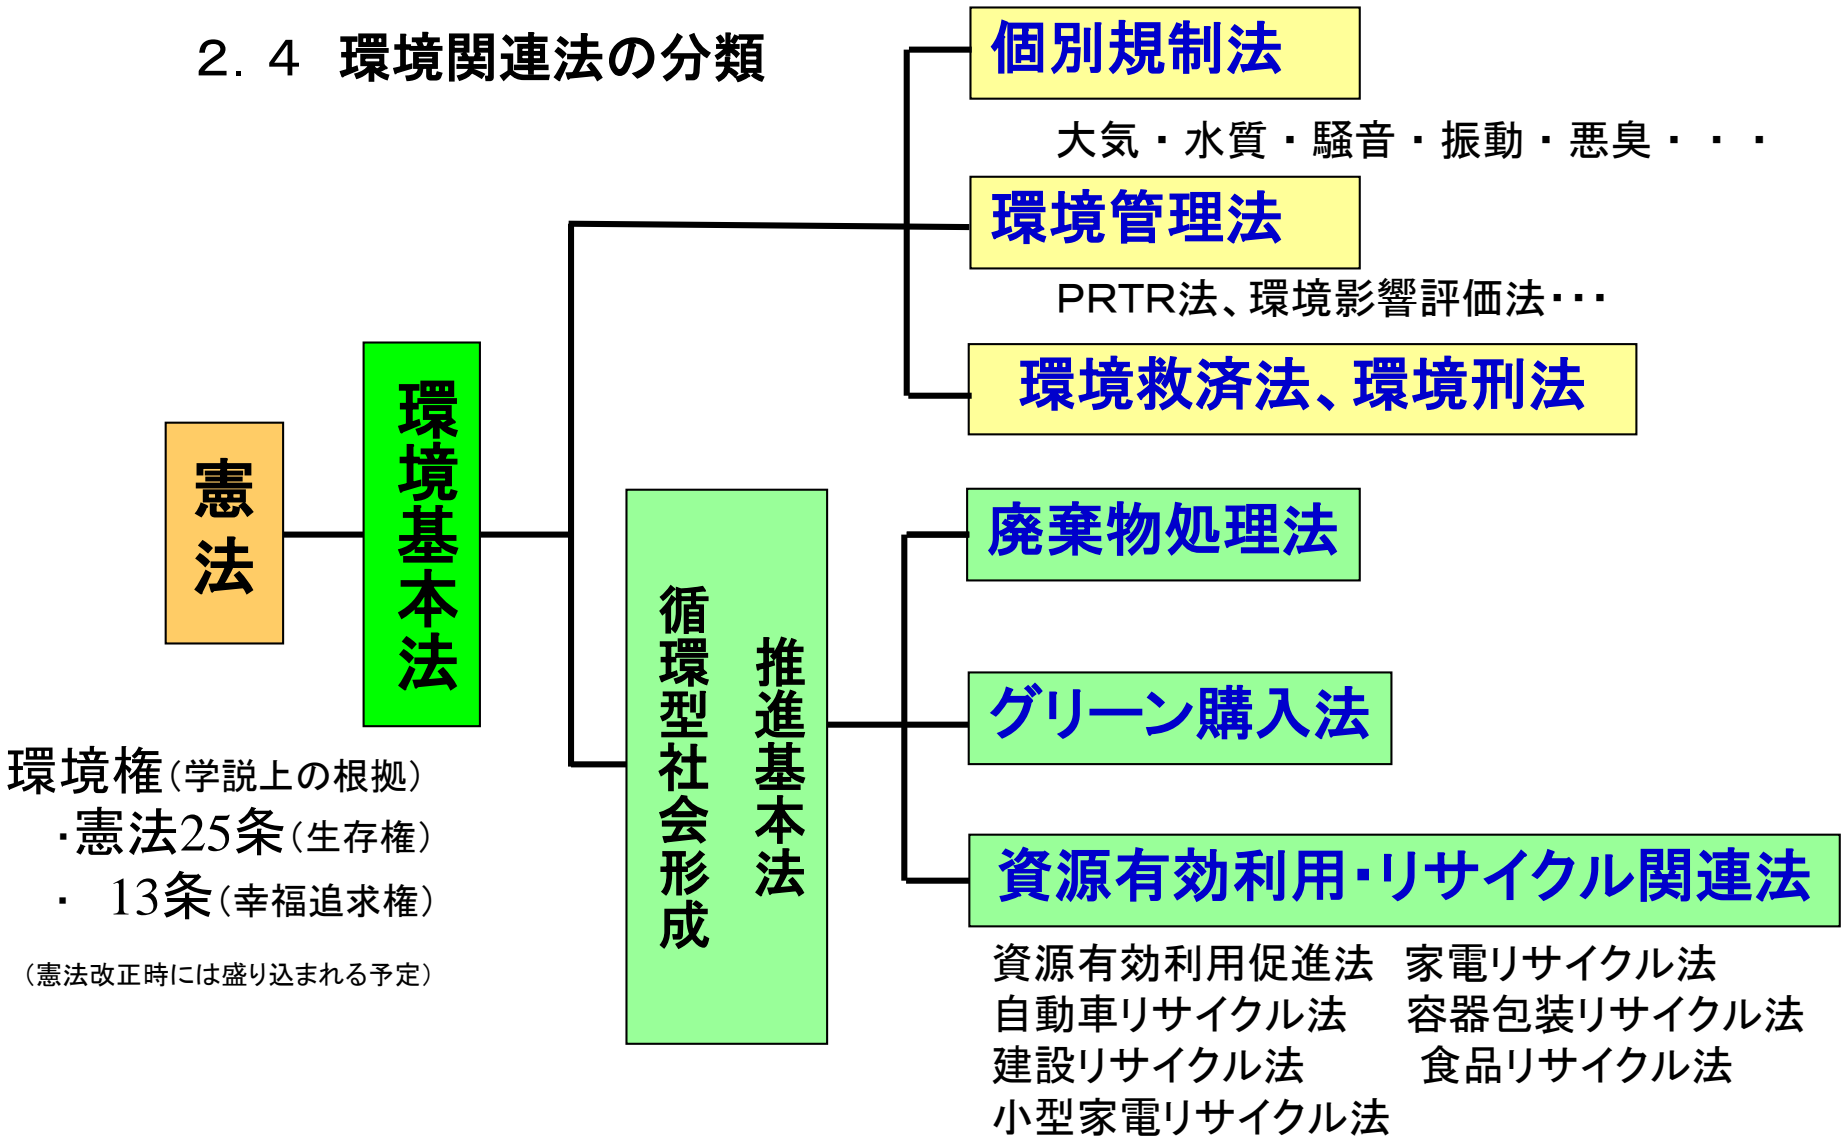 ２．４　環境関連法の分類
個別規制法
大気・水質・騒音・振動・悪臭・・・
環境管理法
PRTR法、環境影響評価法・・・
環境救済法、環境刑法
憲法
環境基本法
循環型社会形成
推進基本法
廃棄物処理法
グリーン購入法
資源有効利用・リサイクル関連法
資源有効利用促進法　家電リサイクル法
自動車リサイクル法　容器包装リサイクル法
建設リサイクル法　食品リサイクル法
小型家電リサイクル法
環境権（学説上の根拠）
・憲法25条（生存権）
・　13条（幸福追求権）
（憲法改正時には盛り込まれる予定）